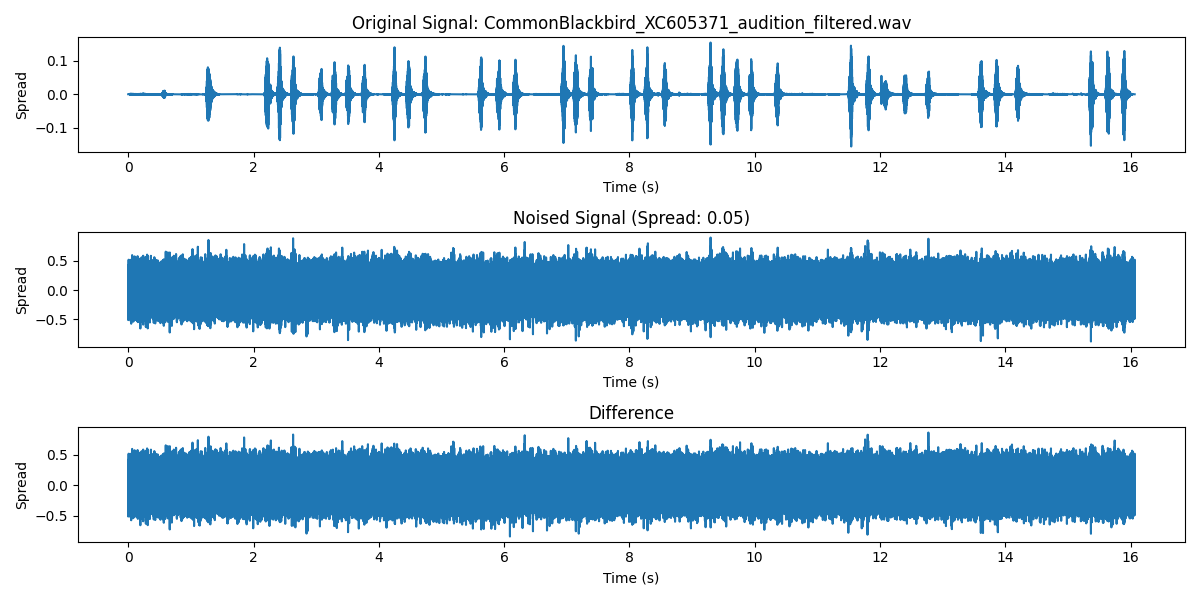 Original Signal: CommonBlackbird_XC605371_audition_filtered.wav
Spread
0.1
0.0
−0.1
0 2 4 6 8 10 12 14 16
Time (s)
Noised Signal (Spread: 0.05)
Spread
0.5
0.0
−0.5
0 2 4 6 8 10 12 14 16
Time (s)
Difference
Spread
0.5
0.0
−0.5
0 2 4 6 8 10 12 14 16
Time (s)